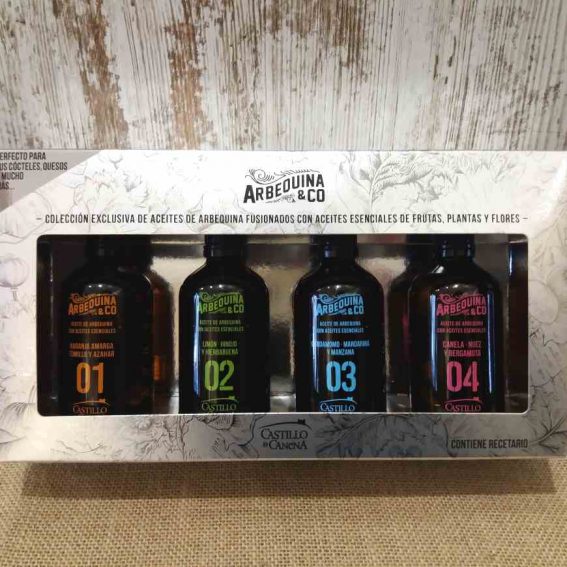 PERFECTO PARA
TUS CÓCTELES, QUESOS
MUCHO
MÁS...
ARBEQUINA
& CO
COLECCIÓN EXCLUSIVA DE ACEITES DE ARBEQUINA FUSIONADOS CON ACEITES ESENCIALES DE FRUTAS, PLANTAS Y FLORES
ARBEQUINA
& CO
ACEITE DE ARBEQUINA
CON ACEITES ESENCIALES
NARANJA AMARGA
TOMILLO Y AZAHAR
01
CASTILLO
ARBEQUINA
& CO
ACEITE DE ARBEQUINA
CON ACEITES ESENCIALES
LIMÓN · HINOJO
Y HIERBABUENA
02
CASTILLO
ARBEQUINA
& CO
ACEITE DE ARBEQUINA
CON ACEITES ESENCIALES
CARDAMOMO · MANDARINA
Y MANZANA
03
CASTILLO
ARBEQUINA
& CO
ACEITE DE ARBEQUINA
CON ACEITES ESENCIALES
CANELA · NUEZ
Y BERGAMOTA
04
CASTILLO
CASTILLO
DE CANENA
CONTIENE RECETARIO